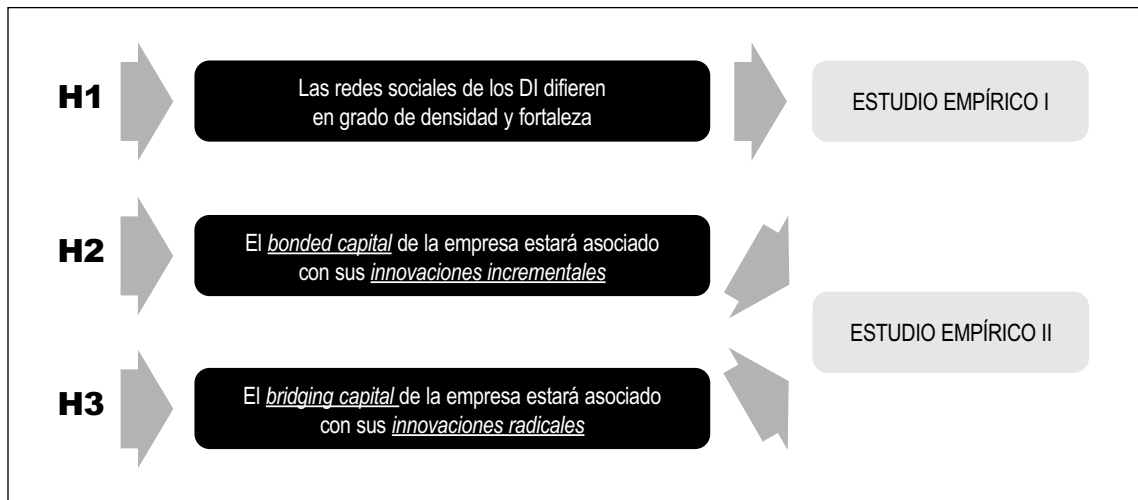 H1
Las redes sociales de los DI difieren
en grado de densidad y fortaleza
ESTUDIO EMPÍRICO I
H2
El bonded capital de la empresa estará asociado
con sus innovaciones incrementales
ESTUDIO EMPÍRICO II
H3
El bridging capital de la empresa estará asociado
con sus innovaciones radicales